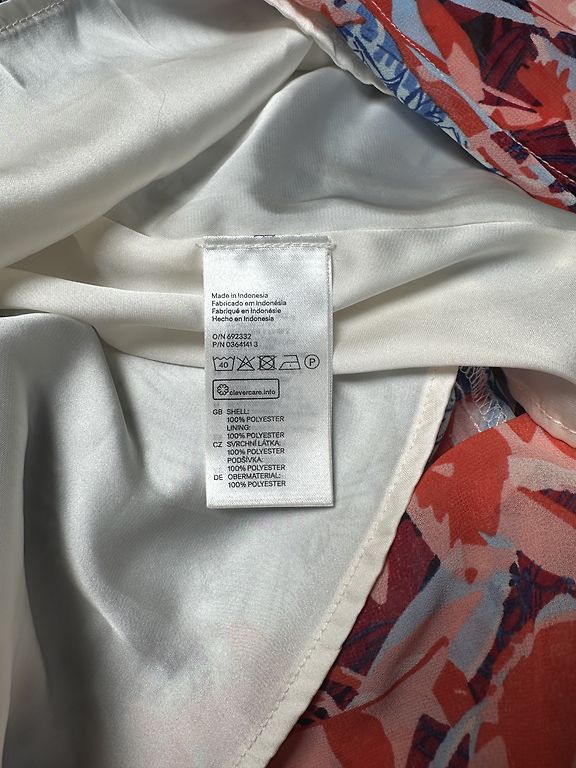 Made in Indonesia
Fabricado em Indonésia
Fabriqué en Indonésie
Hecho en Indonesia
O/N 692332
P/N 0364141 3
40 P
clevercare.info
GB SHELL:
100% POLYESTER
LINING:
100% POLYESTER
CZ SVRCHNÍ LÁTKA:
100% POLYESTER
PODŠÍVKA:
100% POLYESTER
DE OBERMATERIAL:
100% POLYESTER